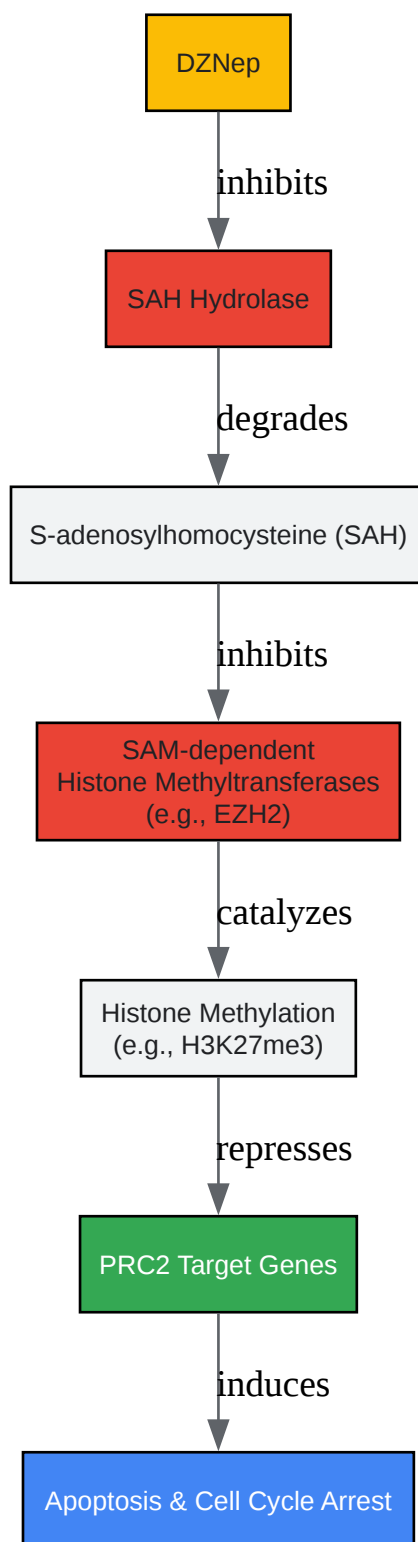 DZNep
inhibits
SAH Hydrolase
degrades
S-adenosylhomocysteine (SAH)
inhibits
SAM-dependent
Histone Methyltransferases
(e.g., EZH2)
catalyzes
Histone Methylation
(e.g., H3K27me3)
represses
PRC2 Target Genes
induces
Apoptosis & Cell Cycle Arrest